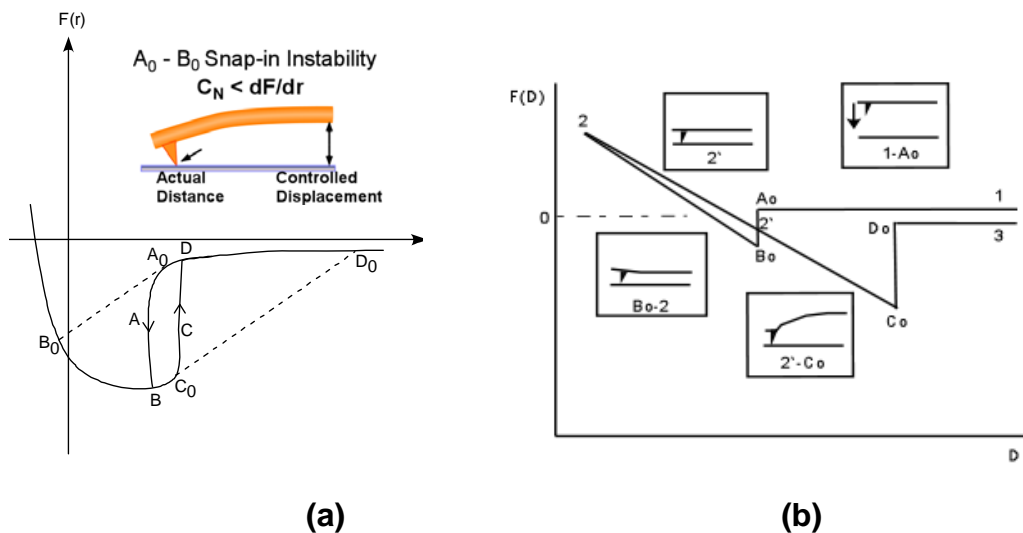 F(r)
A₀ - B₀ Snap-in Instability
C_N < dF/dr
Actual
Distance
Controlled
Displacement
D
A₀
D₀
A
C
B₀
C₀
B
F(D)
2
2`
1-Ao
Ao
1
0
2`
Do
3
Bo
Bo-2
Co
2`-Co
D
(a)
(b)